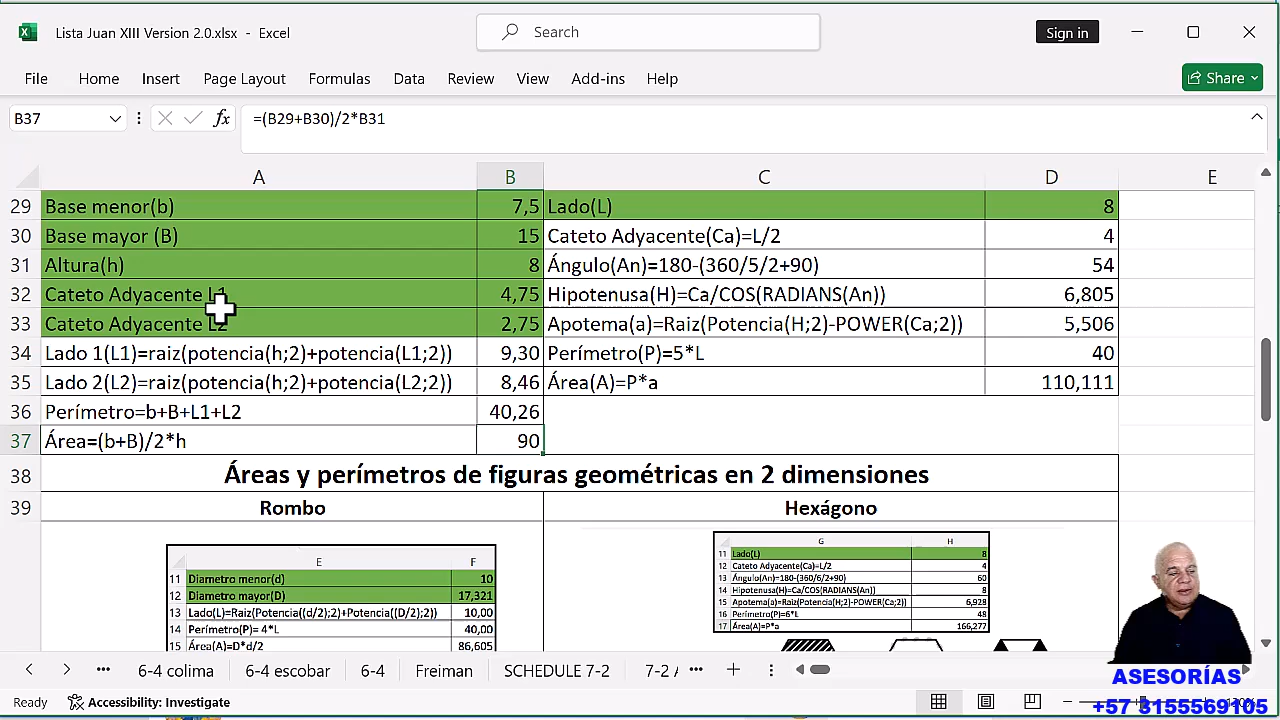 Lista Juan XIII Version 2.0.xlsx - Excel
Search
Sign in
File Home Insert Page Layout Formulas Data Review View Add-ins Help
Share
B37
fx
=(B29+B30)/2*B31
A B C D E
29 Base menor(b) 7,5 Lado(L) 8
30 Base mayor (B) 15 Cateto Adyacente(Ca)=L/2 4
31 Altura(h) 8 Ángulo(An)=180-(360/5/2+90) 54
32 Cateto Adyacente L1 4,75 Hipotenusa(H)=Ca/COS(RADIANS(An)) 6,805
33 Cateto Adyacente L2 2,75 Apotema(a)=Raiz(Potencia(H;2)-POWER(Ca;2)) 5,506
34 Lado 1(L1)=raiz(potencia(h;2)+potencia(L1;2)) 9,30 Perímetro(P)=5*L 40
35 Lado 2(L2)=raiz(potencia(h;2)+potencia(L2;2)) 8,46 Área(A)=P*a 110,111
36 Perímetro=b+B+L1+L2 40,26
37 Área=(b+B)/2*h 90
38 Áreas y perímetros de figuras geométricas en 2 dimensiones
39 Rombo Hexágono
E F
11 Diametro menor(d) 10
12 Diametro mayor(D) 17,321
13 Lado(L)=Raiz(Potencia((d/2);2)+Potencia((D/2);2)) 10,00
14 Perímetro(P)= 4*L 40,00
15 Área(A)=D*d/2 86,605
G H
11 Lado(L) 8
12 Cateto Adyacente(Ca)=L/2 4
13 Ángulo(An)=180-(360/6/2+90) 60
14 Hipotenusa(H)=Ca/COS(RADIANS(An)) 8
15 Apotema(a)=Raiz(Potencia(H;2)-POWER(Ca;2)) 6,928
16 Perímetro(P)=6*L 48
17 Área(A)=P*a 166,277
6-4 colima 6-4 escobar 6-4 Freiman SCHEDULE 7-2 7-2
Ready Accessibility: Investigate
ASESORÍAS
+57 3155569105